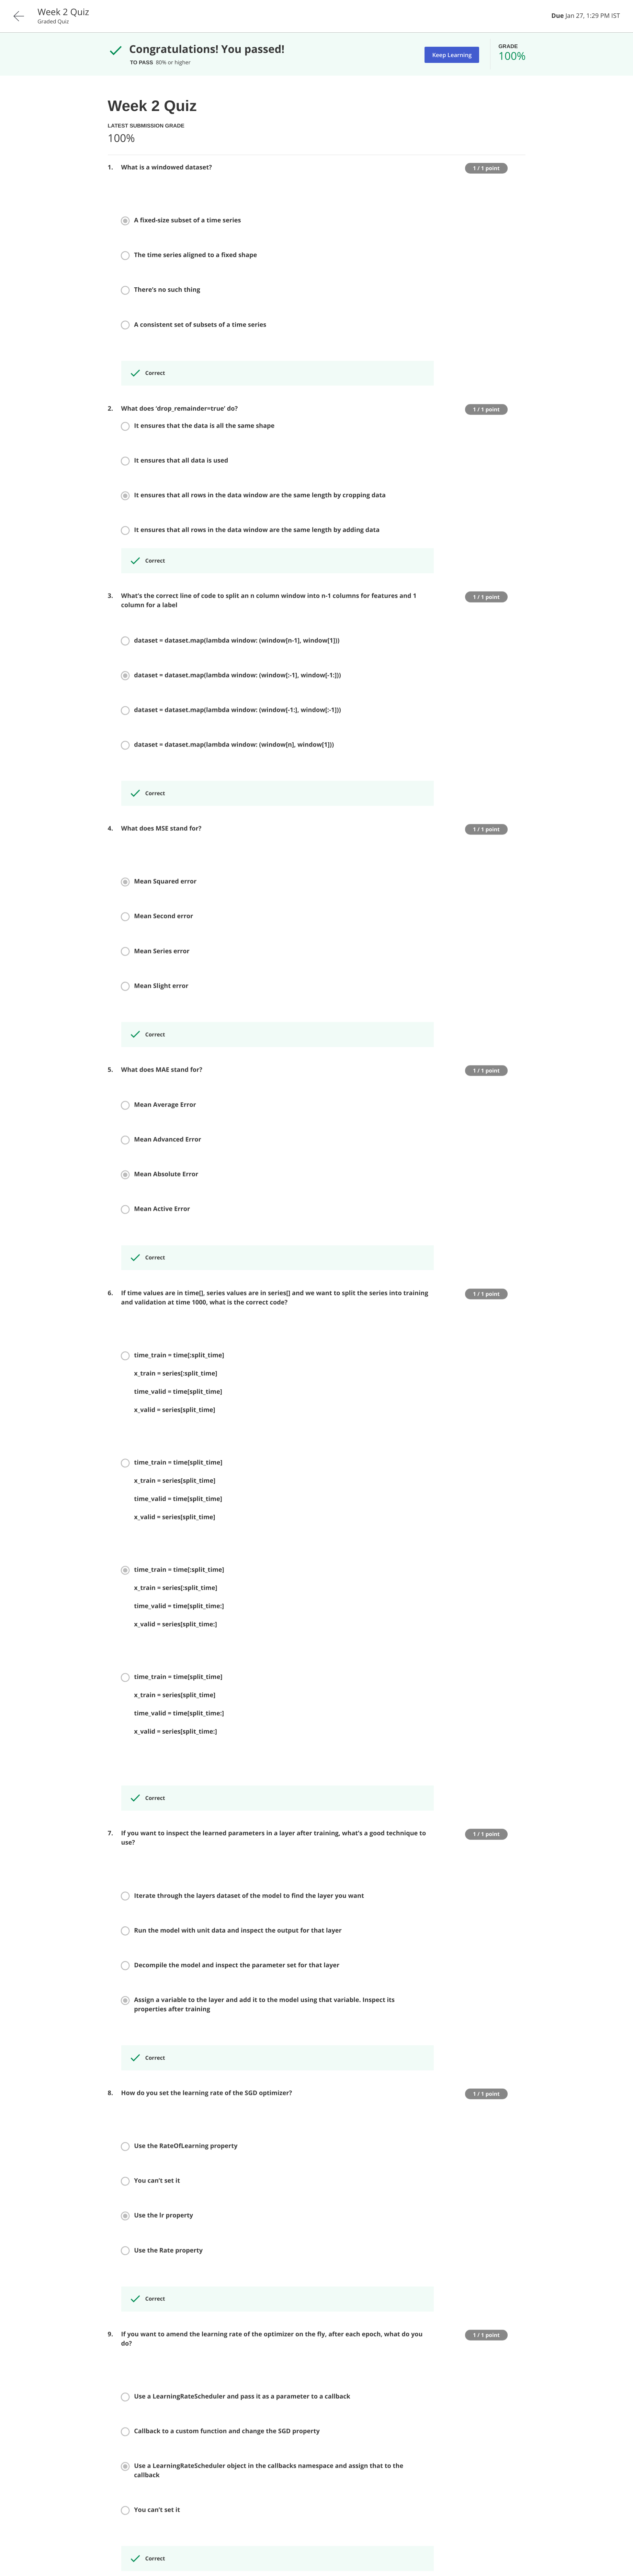 Week 2 Quiz
Graded Quiz
Due Jan 27, 1:29 PM IST
Congratulations! You passed!
TO PASS 80% or higher
Keep Learning
GRADE
100%
Week 2 Quiz
LATEST SUBMISSION GRADE
100%
1. What is a windowed dataset?
1 / 1 point
A fixed-size subset of a time series
The time series aligned to a fixed shape
There's no such thing
A consistent set of subsets of a time series
Correct
2. What does 'drop_remainder=true' do?
1 / 1 point
It ensures that the data is all the same shape
It ensures that all data is used
It ensures that all rows in the data window are the same length by cropping data
It ensures that all rows in the data window are the same length by adding data
Correct
3. What's the correct line of code to split an n column window into n-1 columns for features and 1
column for a label
1 / 1 point
dataset = dataset.map(lambda window: (window[n-1], window[1]))
dataset = dataset.map(lambda window: (window[:-1], window[-1:]))
dataset = dataset.map(lambda window: (window[-1:], window[:-1]))
dataset = dataset.map(lambda window: (window[n], window[1]))
Correct
4. What does MSE stand for?
1 / 1 point
Mean Squared error
Mean Second error
Mean Series error
Mean Slight error
Correct
5. What does MAE stand for?
1 / 1 point
Mean Average Error
Mean Advanced Error
Mean Absolute Error
Mean Active Error
Correct
6. If time values are in time[], series values are in series[] and we want to split the series into training
and validation at time 1000, what is the correct code?
1 / 1 point
time_train = time[:split_time]
x_train = series[:split_time]
time_valid = time[split_time]
x_valid = series[split_time]
time_train = time[split_time]
x_train = series[split_time]
time_valid = time[split_time]
x_valid = series[split_time]
time_train = time[:split_time]
x_train = series[:split_time]
time_valid = time[split_time:]
x_valid = series[split_time:]
time_train = time[split_time]
x_train = series[split_time]
time_valid = time[split_time:]
x_valid = series[split_time:]
Correct
7. If you want to inspect the learned parameters in a layer after training, what's a good technique to
use?
1 / 1 point
Iterate through the layers dataset of the model to find the layer you want
Run the model with unit data and inspect the output for that layer
Decompile the model and inspect the parameter set for that layer
Assign a variable to the layer and add it to the model using that variable. Inspect its
properties after training
Correct
8. How do you set the learning rate of the SGD optimizer?
1 / 1 point
Use the RateOfLearning property
You can't set it
Use the lr property
Use the Rate property
Correct
9. If you want to amend the learning rate of the optimizer on the fly, after each epoch, what do you
do?
1 / 1 point
Use a LearningRateScheduler and pass it as a parameter to a callback
Callback to a custom function and change the SGD property
Use a LearningRateScheduler object in the callbacks namespace and assign that to the
callback
You can't set it
Correct